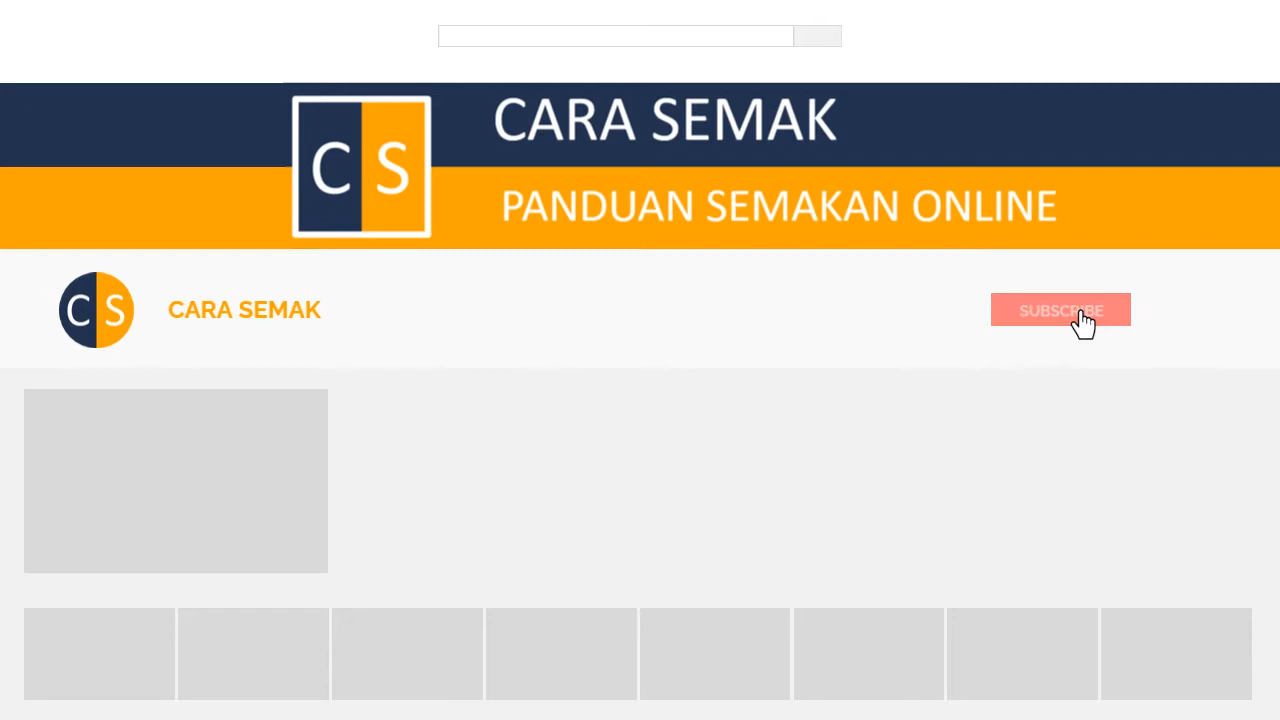 CARA SEMAK
C S
PANDUAN SEMAKAN ONLINE
C S
CARA SEMAK
SUBSCRIBE